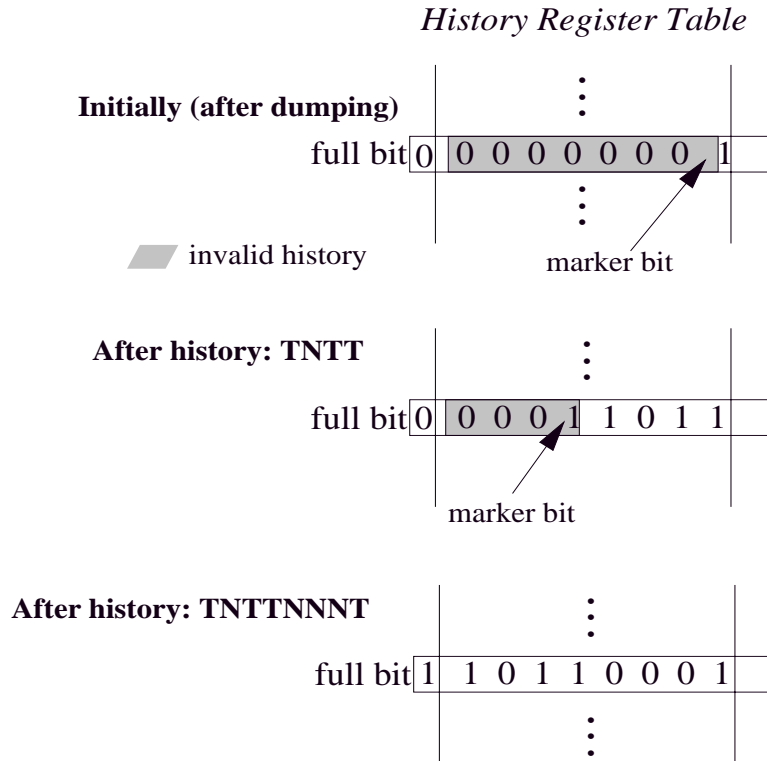 History Register Table
Initially (after dumping)
full bit 0 0 0 0 0 0 0 0 1
invalid history
marker bit
After history: TNTT
full bit 0 0 0 0 1 1 0 1 1
marker bit
After history: TNTTNNNT
full bit 1 1 0 1 1 0 0 0 1